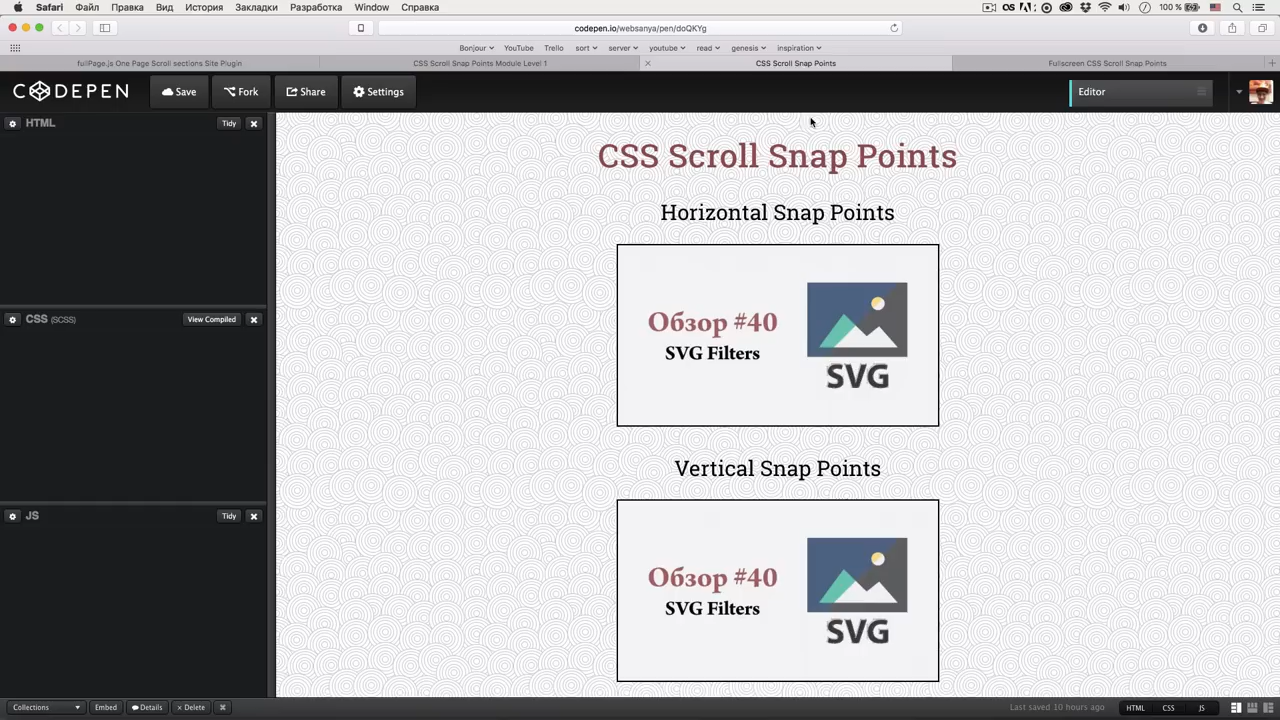 Safari Файл Правка Вид История Закладки Разработка Window Справка 100 %
codepen.io/websanya/pen/doQKYg
Bonjour YouTube Trello sort server youtube read genesis inspiration
fullPage.js One Page Scroll sections Site Plugin CSS Scroll Snap Points Module Level 1 CSS Scroll Snap Points Fullscreen CSS Scroll Snap Points
CODEPEN Save Fork Share Settings Editor
HTML Tidy
CSS Scroll Snap Points
Horizontal Snap Points
Обзор #40
SVG Filters
SVG
CSS (SCSS) View Compiled
Vertical Snap Points
JS Tidy
Обзор #40
SVG Filters
SVG
Collections Embed Details × Delete ⌘ Last saved 10 hours ago HTML CSS JS